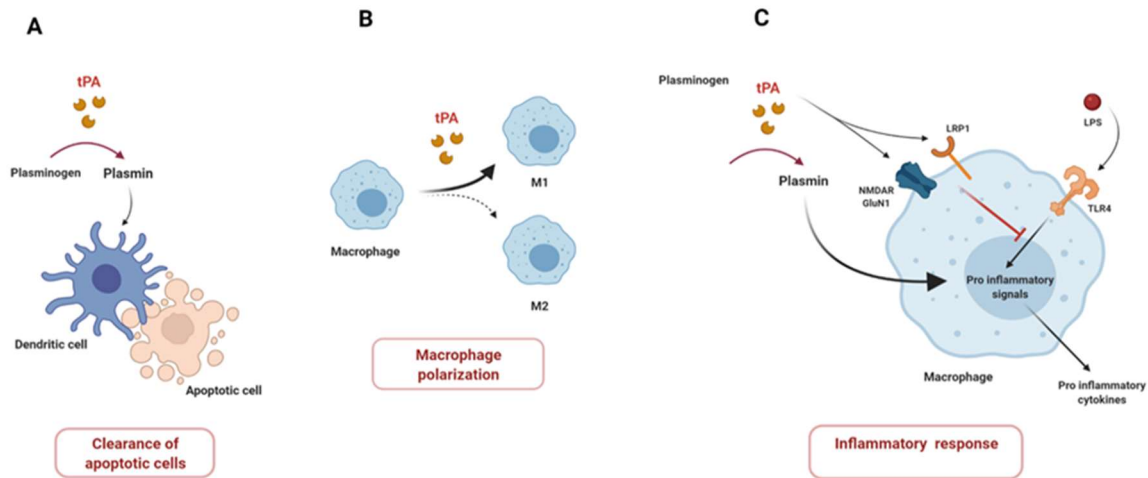 A
tPA
Plasminogen
Plasmin
Dendritic cell
Apoptotic cell
Clearance of
apoptotic cells
B
tPA
Macrophage
M1
M2
Macrophage
polarization
C
Plasminogen
tPA
Plasmin
LRP1
NMDAR
GluN1
LPS
TLR4
Pro inflammatory
signals
Macrophage
Pro inflammatory
cytokines
Inflammatory response